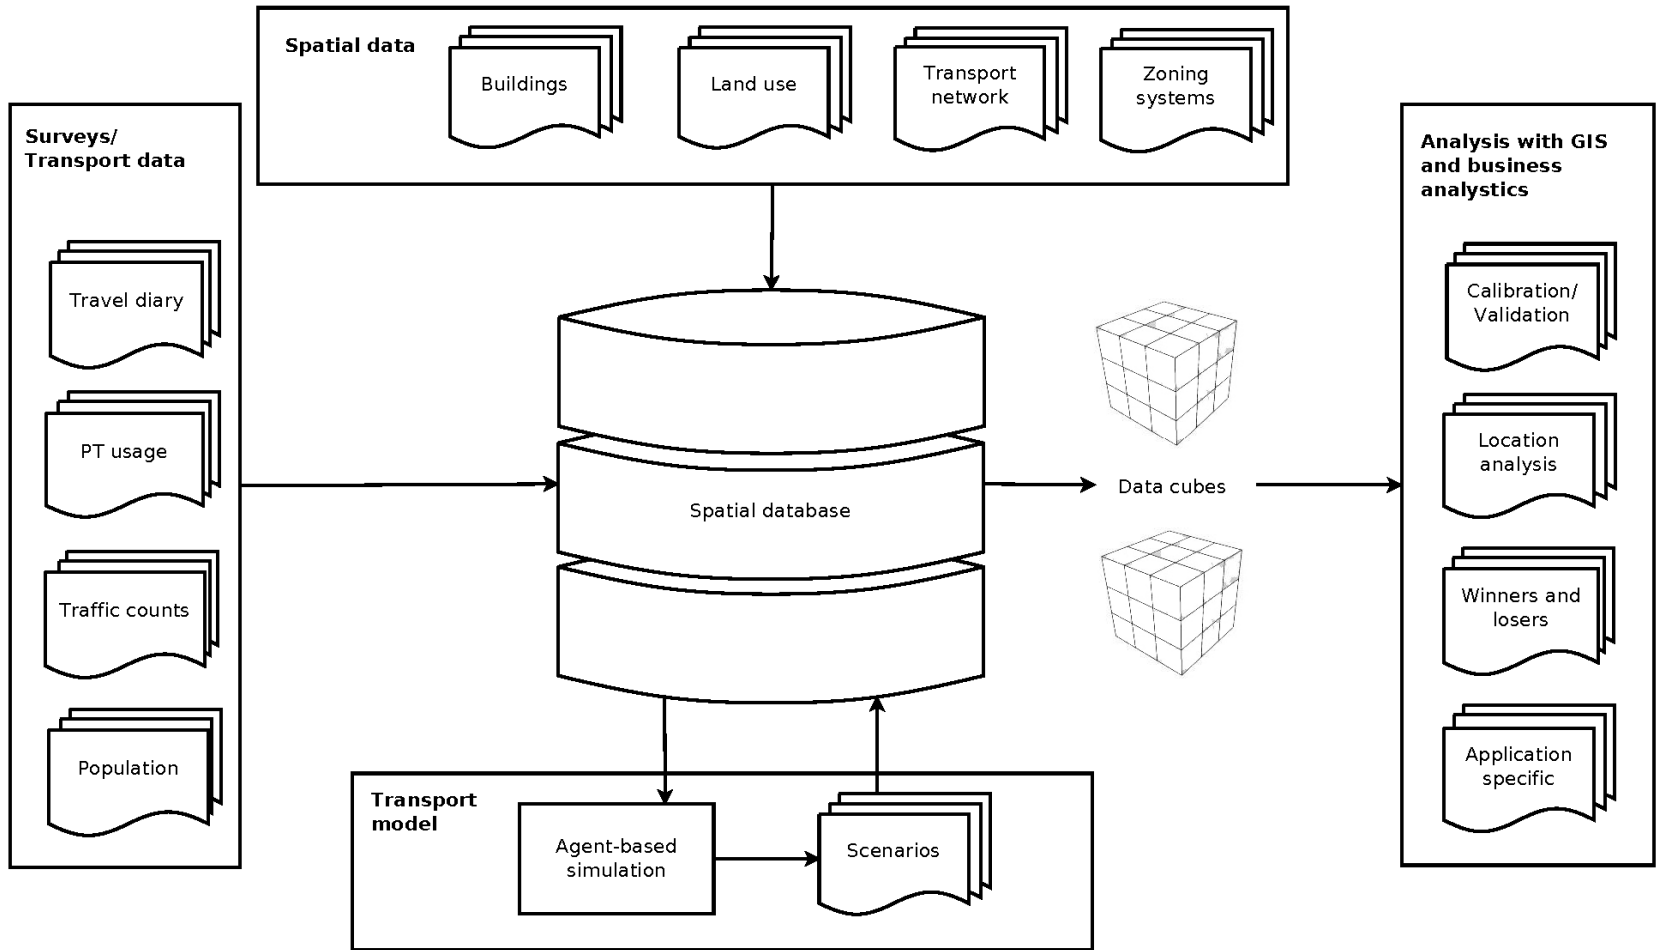 Spatial data
Buildings
Land use
Transport
network
Zoning
systems
Surveys/
Transport data
Travel diary
PT usage
Traffic counts
Population
Spatial database
Data cubes
Analysis with GIS
and business
analystics
Calibration/
Validation
Location
analysis
Winners and
losers
Application
specific
Transport
model
Agent-based
simulation
Scenarios